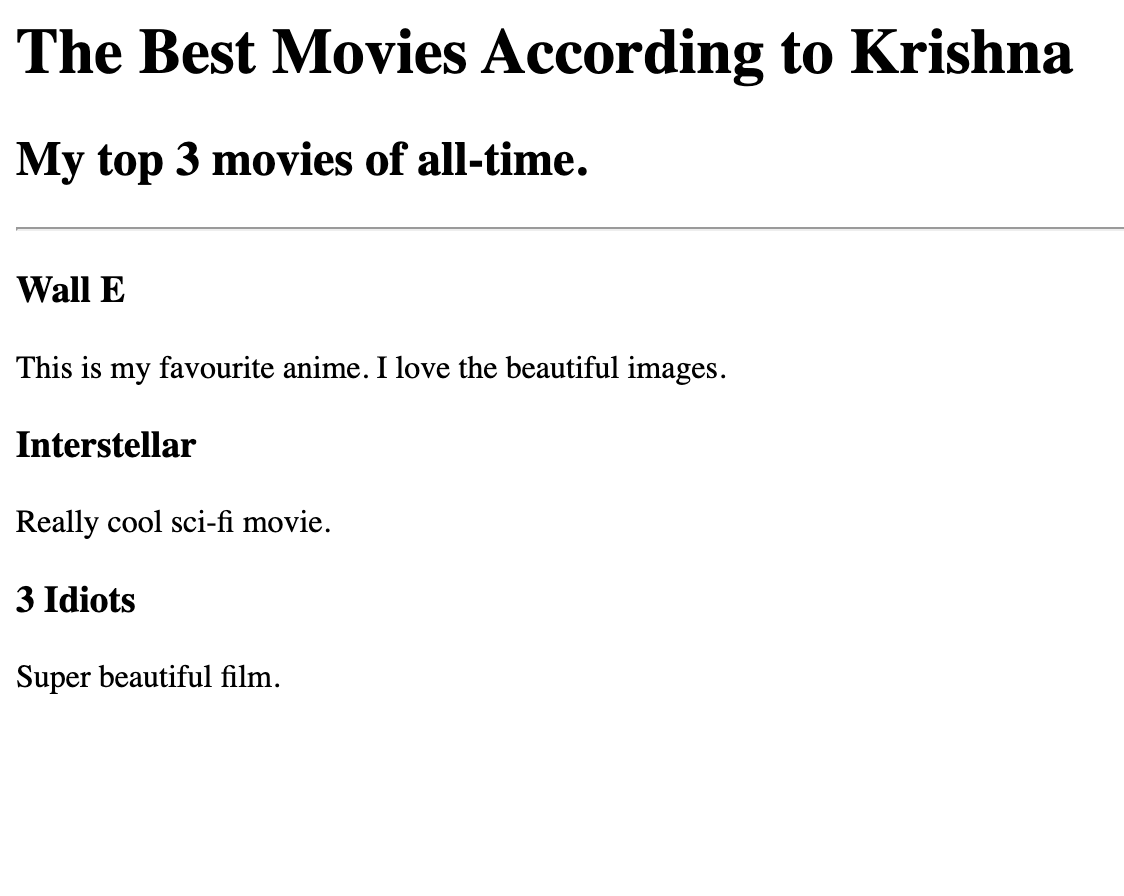 The Best Movies According to Krishna
My top 3 movies of all-time.
Wall E
This is my favourite anime. I love the beautiful images.
Interstellar
Really cool sci-fi movie.
3 Idiots
Super beautiful film.